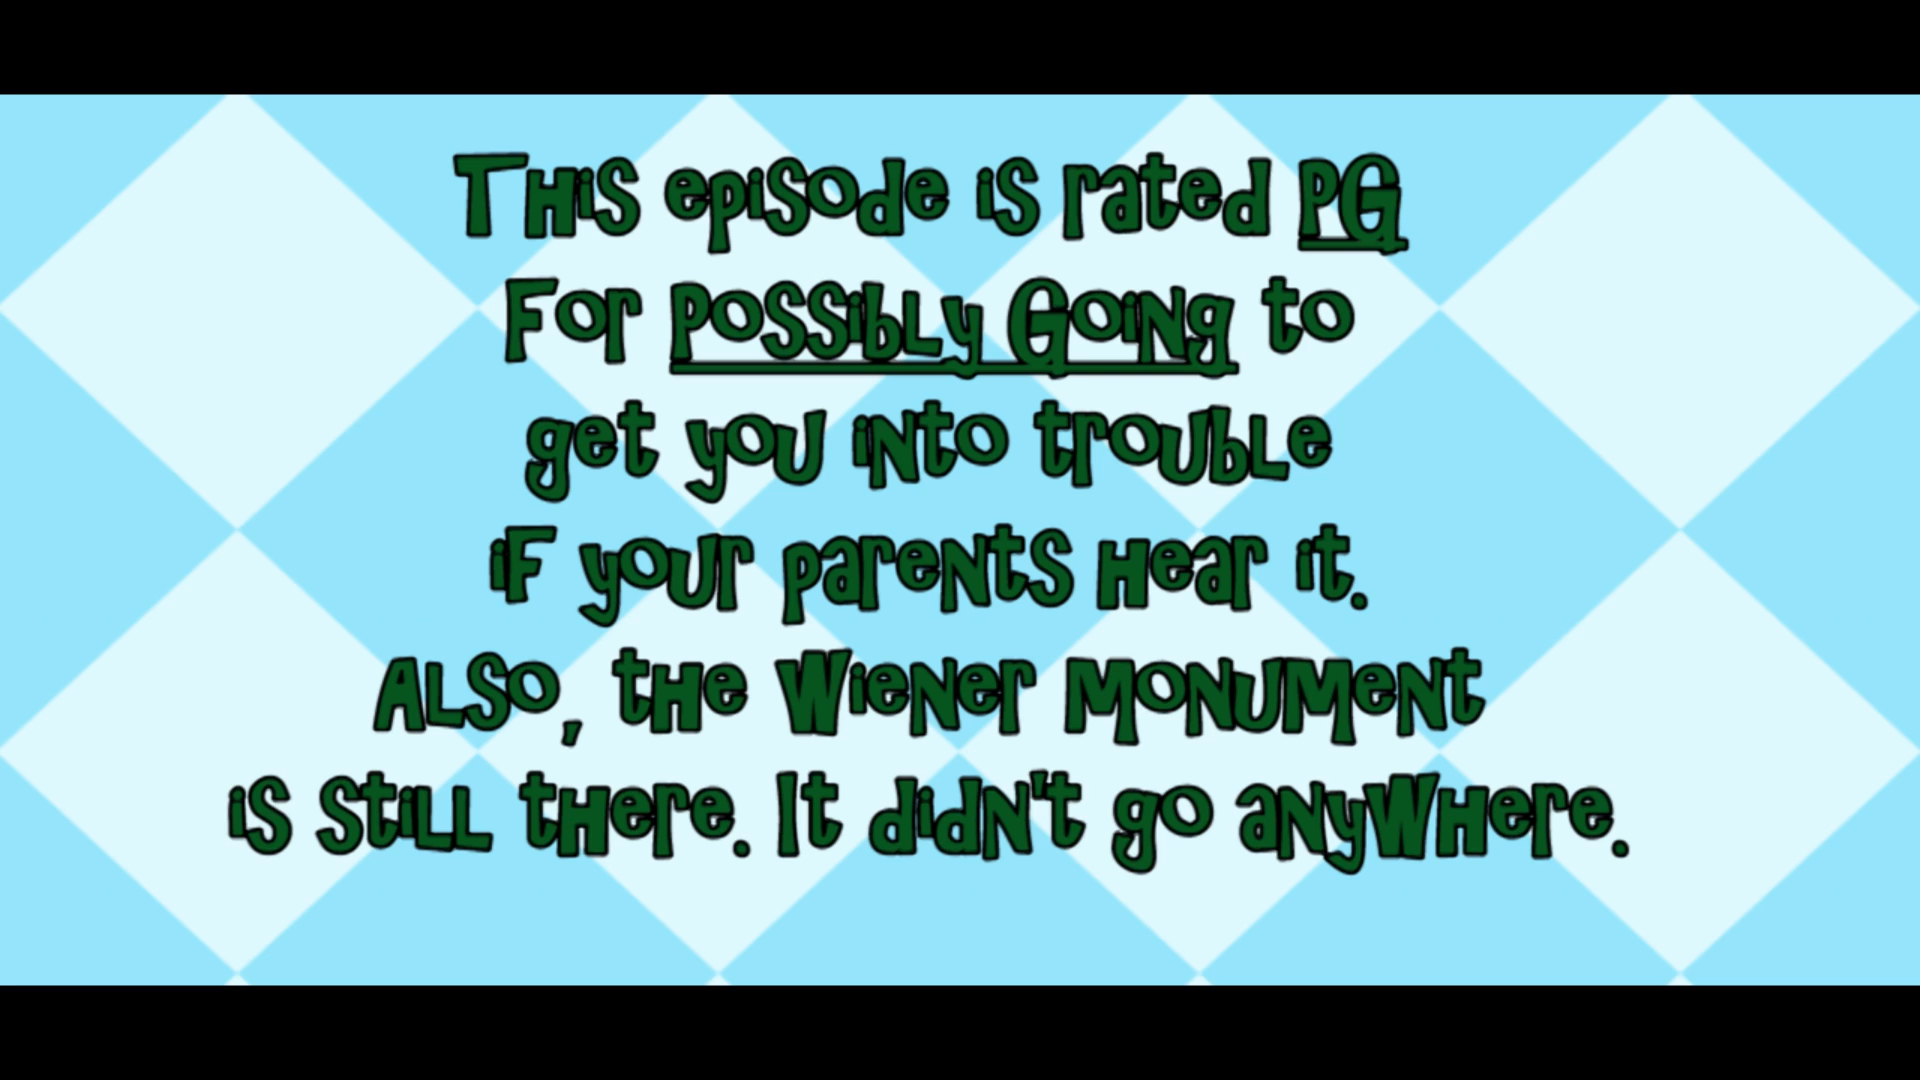 This episode is rated PG
For Possibly Going to
get you into trouble
if your parents hear it.
Also, the Wiener Monument
is still there. It didn't go anywhere.